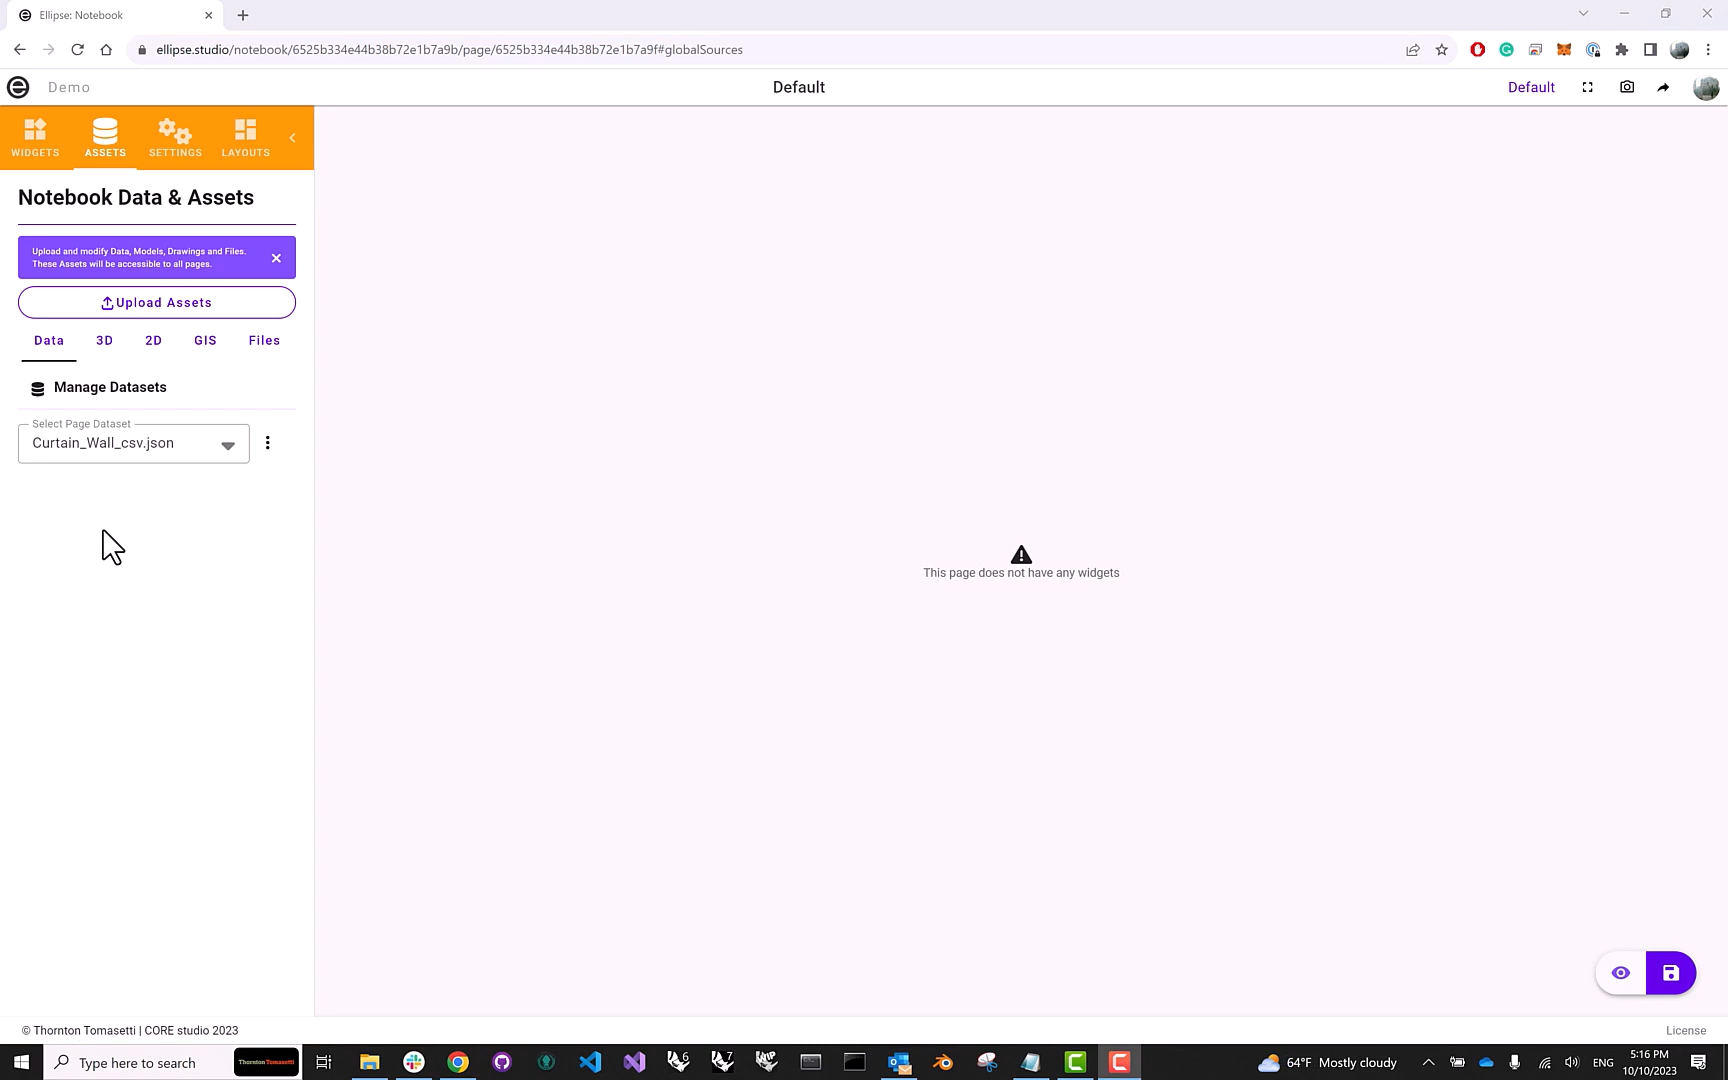 Ellipse: Notebook
ellipse.studio/notebook/6525b334e44b38b72e1b7a9b/page/6525b334e44b38b72e1b7a9f#globalSources
Demo
Default
Default
WIDGETS
ASSETS
SETTINGS
LAYOUTS
Notebook Data & Assets
Upload and modify Data, Models, Drawings and Files.
These Assets will be accessible to all pages.
Upload Assets
Data
3D
2D
GIS
Files
Manage Datasets
Select Page Dataset
Curtain_Wall_csv.json
This page does not have any widgets
© Thornton Tomasetti | CORE studio 2023
License
Type here to search
Thornton Tomasetti
6
7
64°F Mostly cloudy
ENG
5:16 PM
10/10/2023